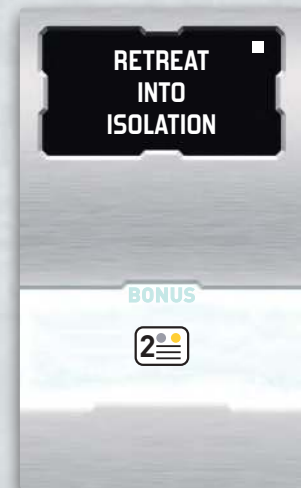 RETREAT
INTO
ISOLATION
BONUS
2